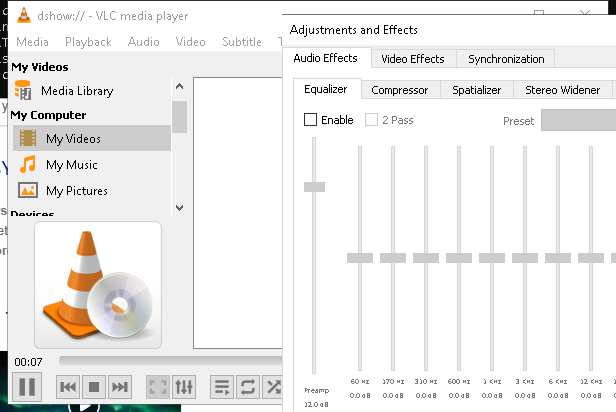 dshow:// - VLC media player
Media Playback Audio Video Subtitle
My Videos
Media Library
My Computer
My Videos
My Music
My Pictures
Devices
00:07
Adjustments and Effects
Audio Effects Video Effects Synchronization
Equalizer Compressor Spatializer Stereo Widener
Enable 2 Pass Preset
60 Hz 170 Hz 310 Hz 600 Hz 1 KHz 3 KHz 6 KHz 12 KHz
Preamp 0.0 dB 0.0 dB 0.0 dB 0.0 dB 0.0 dB 0.0 dB 0.0 dB 0.0 dB
12.0 dB